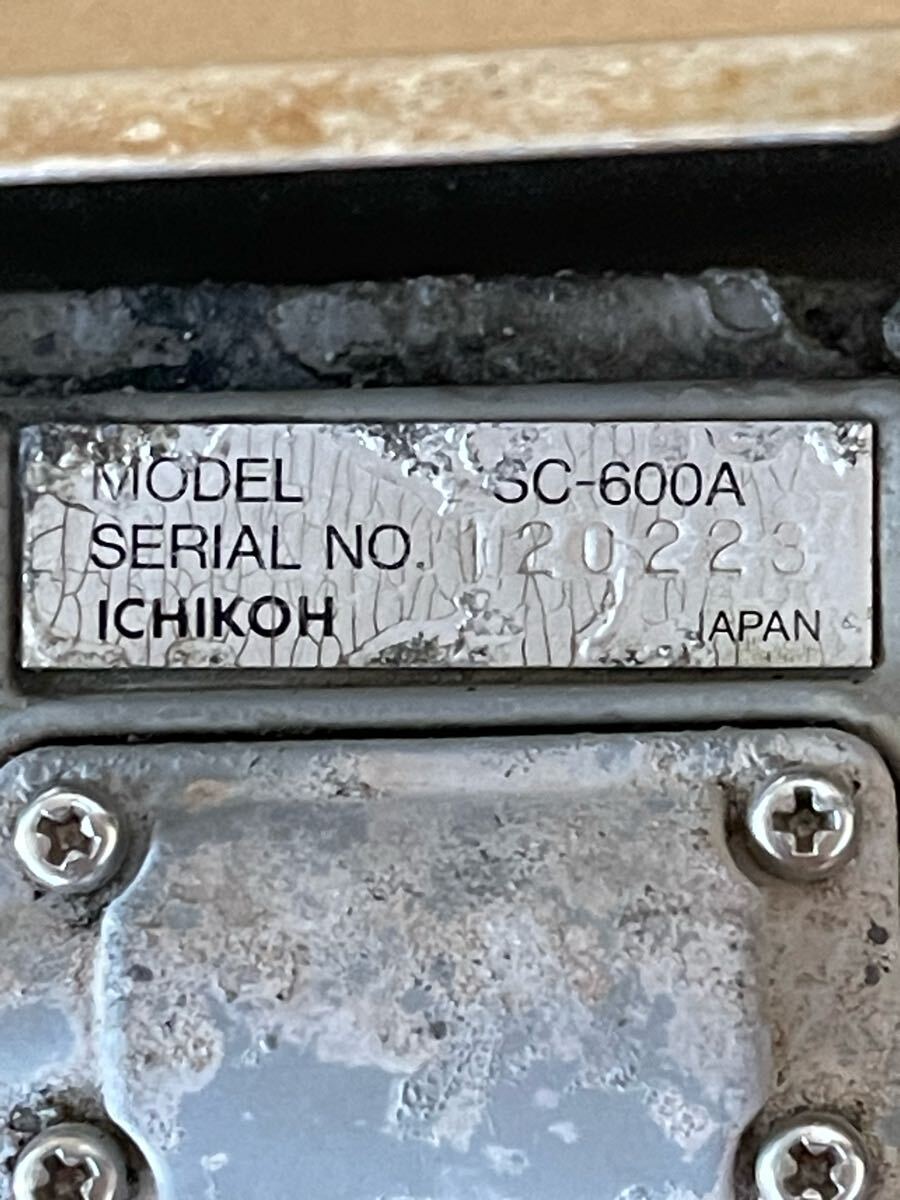 MODEL SC-600A
SERIAL NO. 120223
ICHIKOH JAPAN